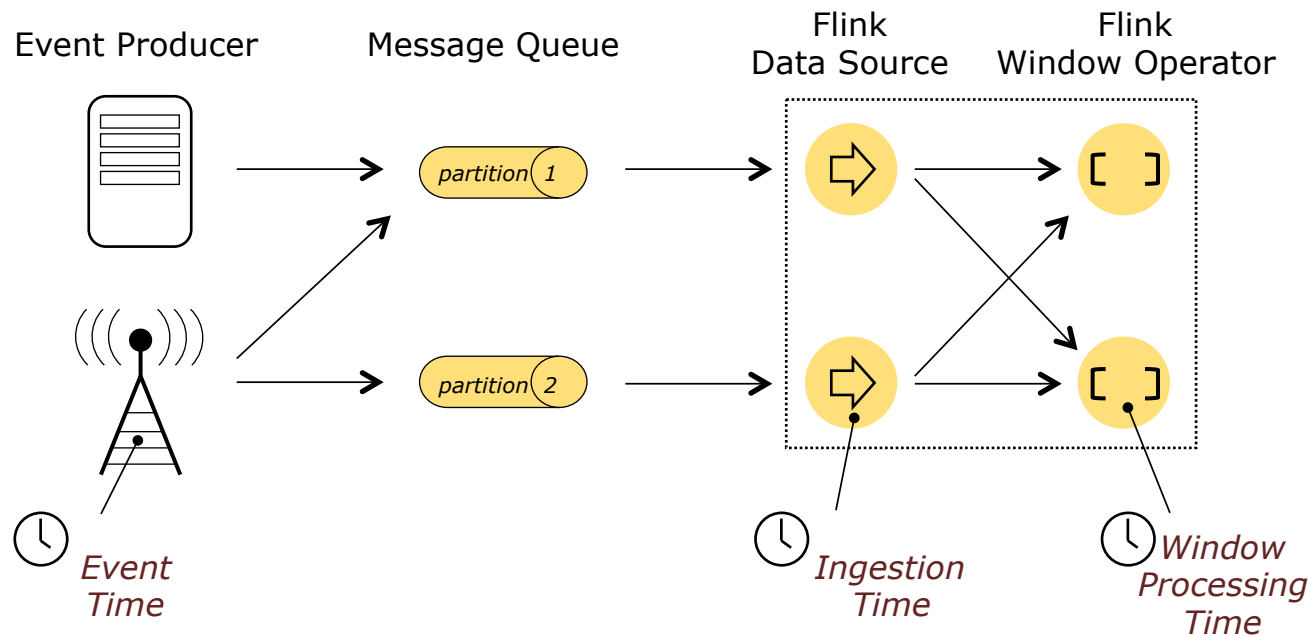 Event Producer
Message Queue
Flink
Data Source
Flink
Window Operator
partition 1
partition 2
Event
Time
Ingestion
Time
Window
Processing
Time